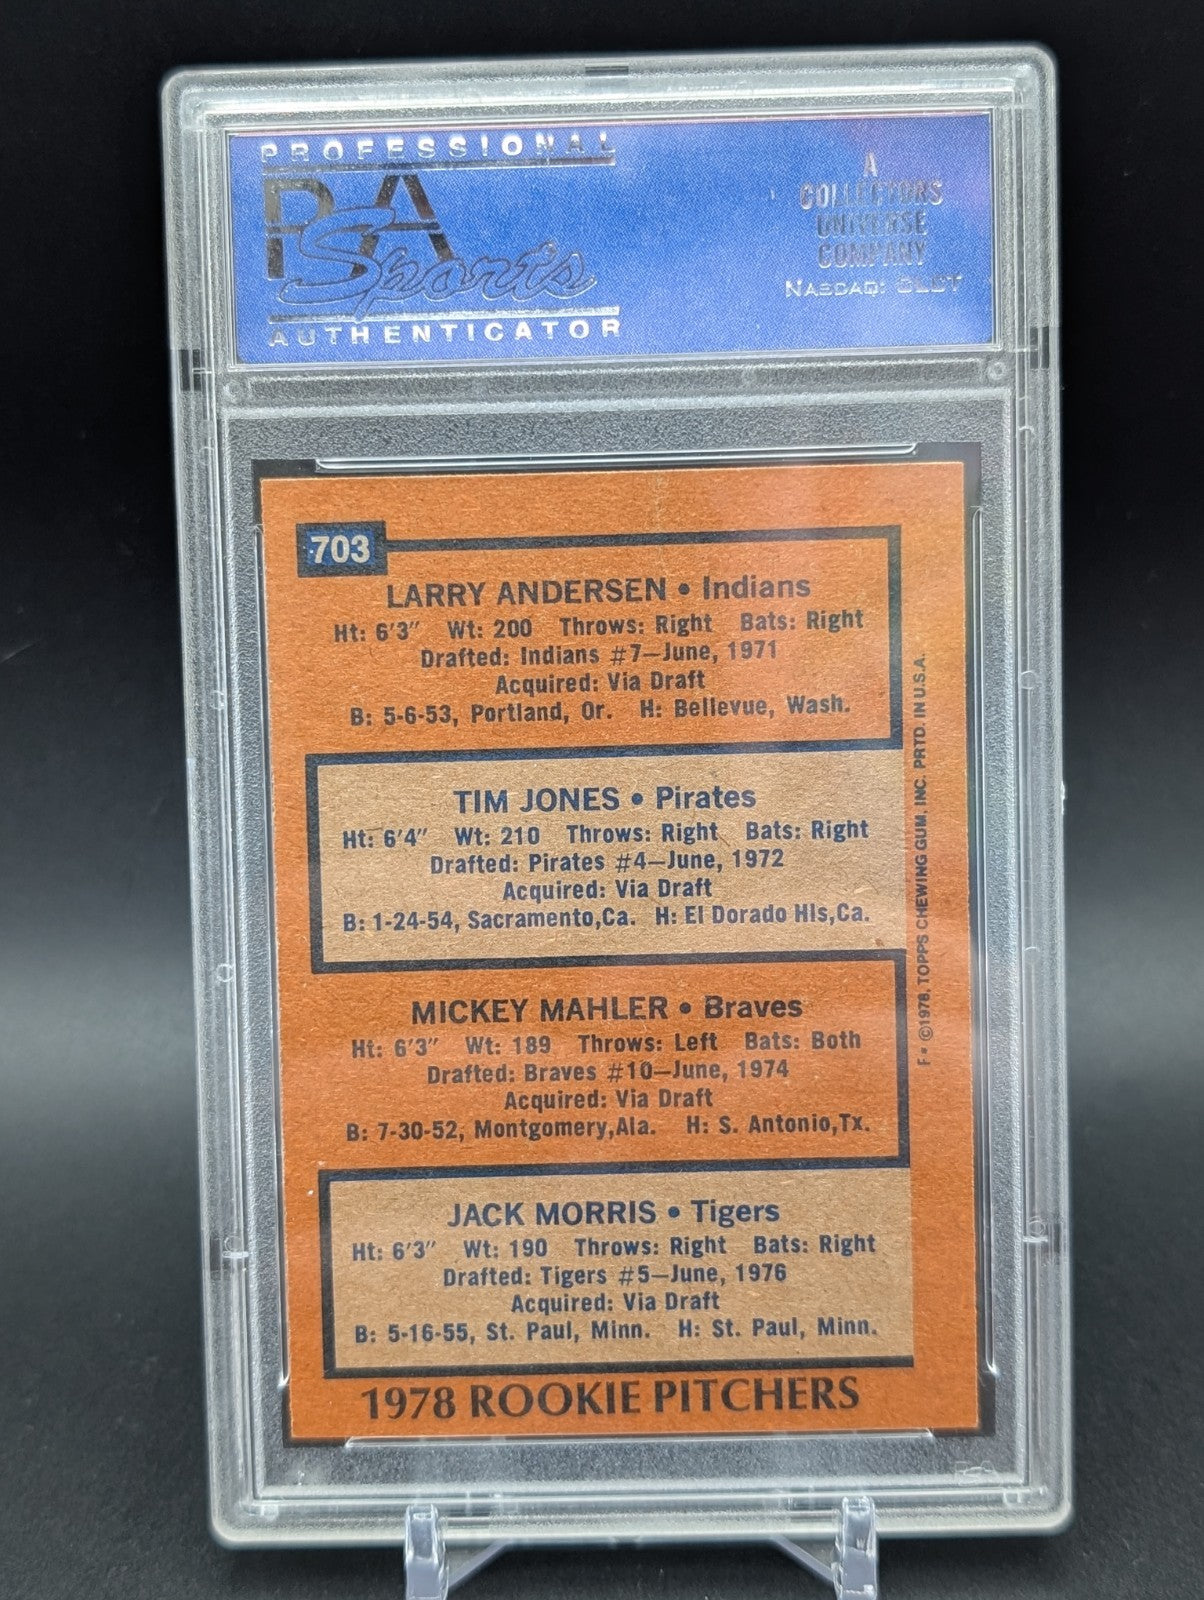 PROFESSIONAL
PSA
Sports
AUTHENTICATOR
A
COLLECTORS
UNIVERSE
COMPANY
NASDAQ: CLCT
703
LARRY ANDERSEN • Indians
Ht: 6'3" Wt: 200 Throws: Right Bats: Right
Drafted: Indians #7—June, 1971
Acquired: Via Draft
B: 5-6-53, Portland, Or. H: Bellevue, Wash.
TIM JONES • Pirates
Ht: 6'4" Wt: 210 Throws: Right Bats: Right
Drafted: Pirates #4—June, 1972
Acquired: Via Draft
B: 1-24-54, Sacramento,Ca. H: El Dorado Hls,Ca.
MICKEY MAHLER • Braves
Ht: 6'3" Wt: 189 Throws: Left Bats: Both
Drafted: Braves #10—June, 1974
Acquired: Via Draft
B: 7-30-52, Montgomery,Ala. H: S. Antonio,Tx.
JACK MORRIS • Tigers
Ht: 6'3" Wt: 190 Throws: Right Bats: Right
Drafted: Tigers #5—June, 1976
Acquired: Via Draft
B: 5-16-55, St. Paul, Minn. H: St. Paul, Minn.
1978 ROOKIE PITCHERS
F• ©1978, TOPPS CHEWING GUM, INC. PRTD. IN U.S.A.
PSA